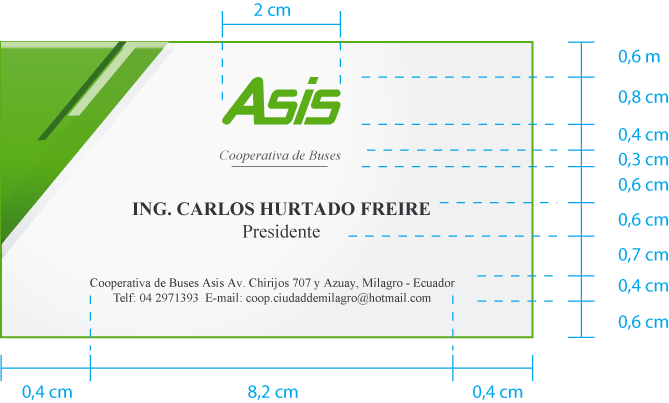 2 cm
0,6 m
0,8 cm
Asis
0,4 cm
Cooperativa de Buses
0,3 cm
0,6 cm
ING. CARLOS HURTADO FREIRE
0,6 cm
Presidente
0,7 cm
Cooperativa de Buses Asis Av. Chirijos 707 y Azuay, Milagro - Ecuador
0,4 cm
Telf: 04 2971393 E-mail: coop.ciudaddemilagro@hotmail.com
0,6 cm
0,4 cm
8,2 cm
0,4 cm